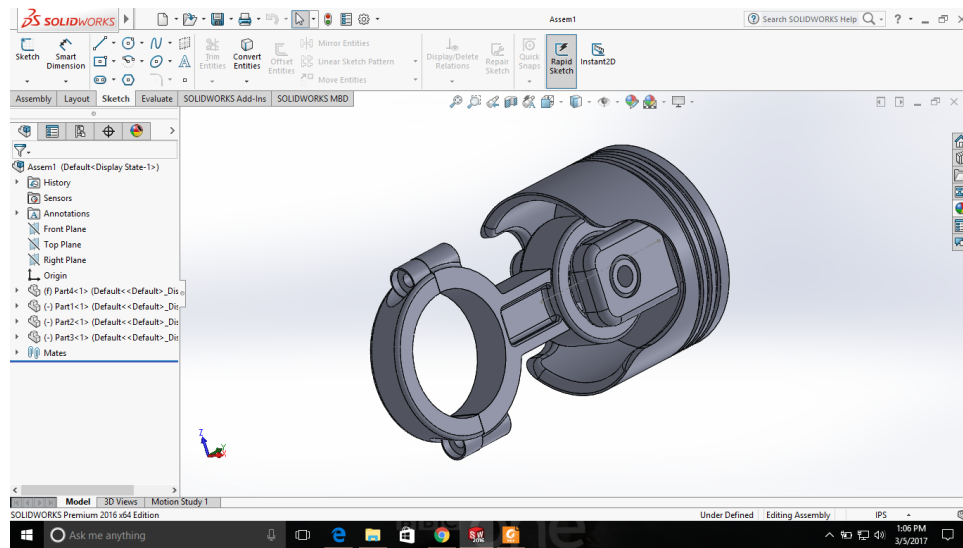 SOLIDWORKS
Assem1
Search SOLIDWORKS Help
?
Sketch
Smart Dimension
Trim Entities
Convert Entities
Offset Entities
Mirror Entities
Linear Sketch Pattern
Move Entities
Display/Delete Relations
Repair Sketch
Quick Snaps
Rapid Sketch
Instant2D
Assembly Layout Sketch Evaluate SOLIDWORKS Add-Ins SOLIDWORKS MBD
Assem1 (Default<Display State-1>)
History
Sensors
Annotations
Front Plane
Top Plane
Right Plane
Origin
(f) Part4<1> (Default<<Default>_Dis
(-) Part1<1> (Default<<Default>_Dis
(-) Part2<1> (Default<<Default>_Dis
(-) Part3<1> (Default<<Default>_Dis
Mates
Z
Model 3D Views Motion Study 1
SOLIDWORKS Premium 2016 x64 Edition
Under Defined Editing Assembly IPS
Ask me anything
1:06 PM
3/5/2017